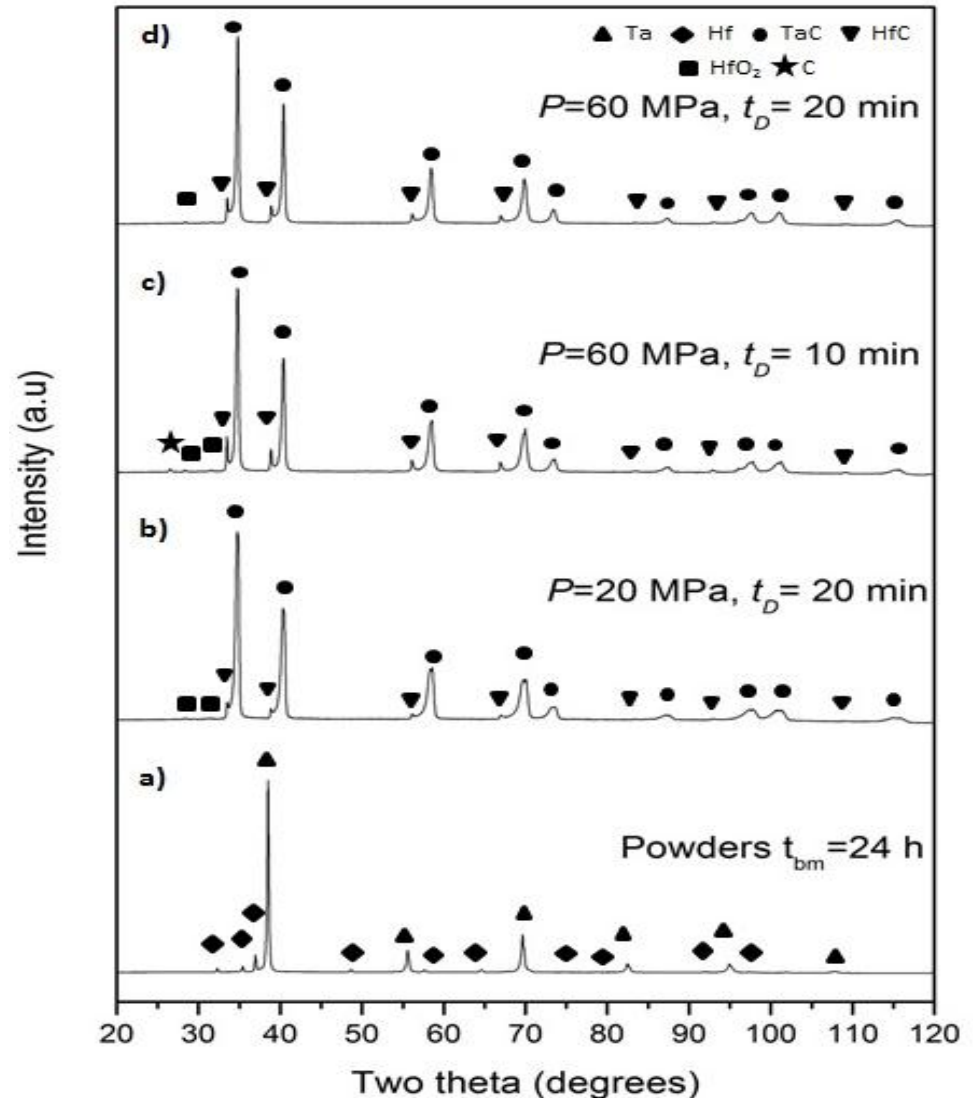 d)
▲ Ta ◆ Hf ● TaC ▼ HfC
■ HfO₂ ★ C
P=60 MPa, t_D= 20 min
c)
P=60 MPa, t_D= 10 min
b)
P=20 MPa, t_D= 20 min
a)
Powders t_bm=24 h
Intensity (a.u)
20 30 40 50 60 70 80 90 100 110 120
Two theta (degrees)